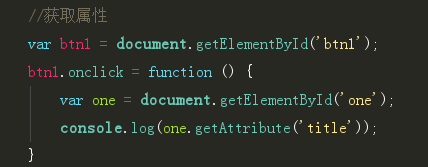 //获取属性
var btn1 = document.getElementById('btn1');
btn1.onclick = function () {
    var one = document.getElementById('one');
    console.log(one.getAttribute('title'));
}